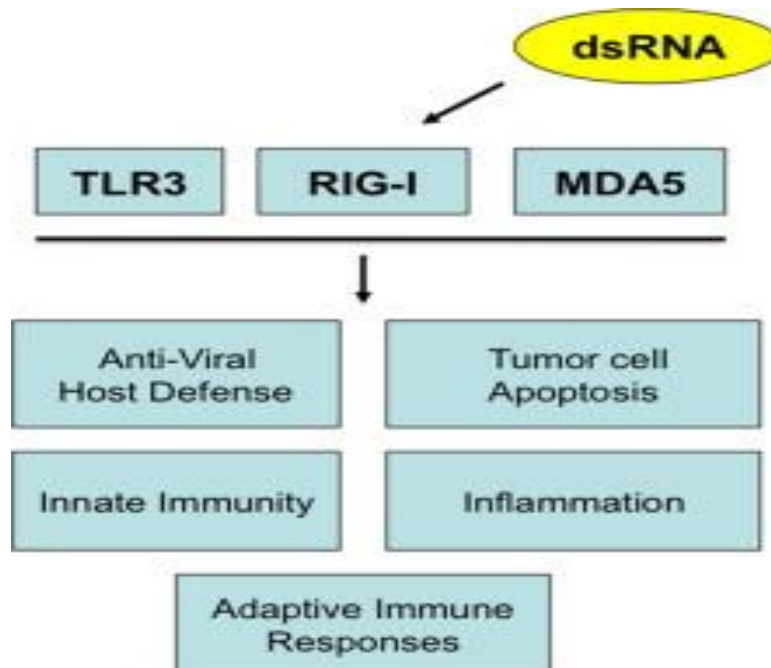 dsRNA
TLR3 RIG-I MDA5
Anti-Viral
Host Defense
Tumor cell
Apoptosis
Innate Immunity
Inflammation
Adaptive Immune
Responses